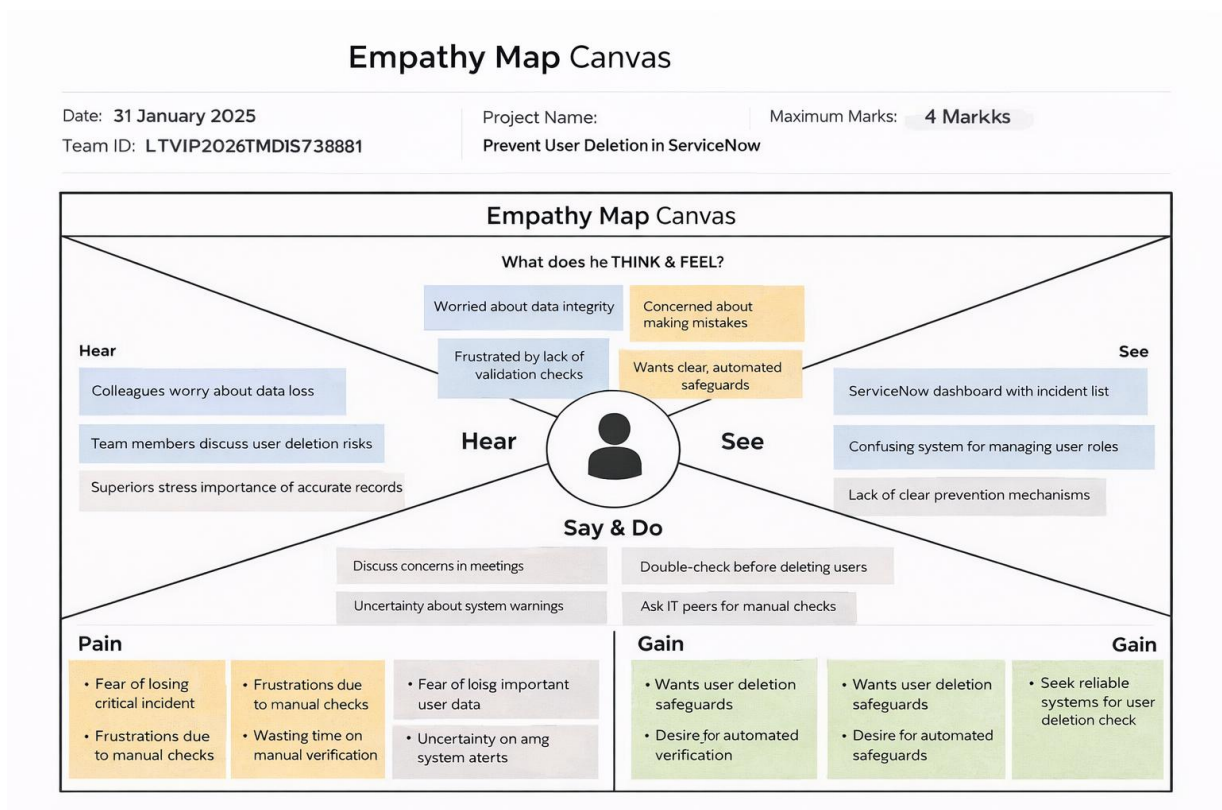 Empathy Map Canvas
Date: 31 January 2025
Team ID: LTVIP2026TMDIS738881
Project Name:
Prevent User Deletion in ServiceNow
Maximum Marks: 4 Markks
Empathy Map Canvas
What does he THINK & FEEL?
Worried about data integrity
Concerned about
making mistakes
Frustrated by lack of
validation checks
Wants clear, automated
safeguards
Hear
Colleagues worry about data loss
Team members discuss user deletion risks
Superiors stress importance of accurate records
Hear
See
See
ServiceNow dashboard with incident list
Confusing system for managing user roles
Lack of clear prevention mechanisms
Say & Do
Discuss concerns in meetings
Double-check before deleting users
Uncertainty about system warnings
Ask IT peers for manual checks
Pain
• Fear of losing
critical incident
• Frustrations due
to manual checks
• Frustrations due
to manual checks
• Wasting time on
manual verification
• Fear of loisg important
user data
• Uncertainty on amg
system aterts
Gain
Gain
• Wants user deletion
safeguards
• Desire for automated
verification
• Wants user deletion
safeguards
• Desire for automated
safeguards
• Seek reliable
systems for user
deletion check